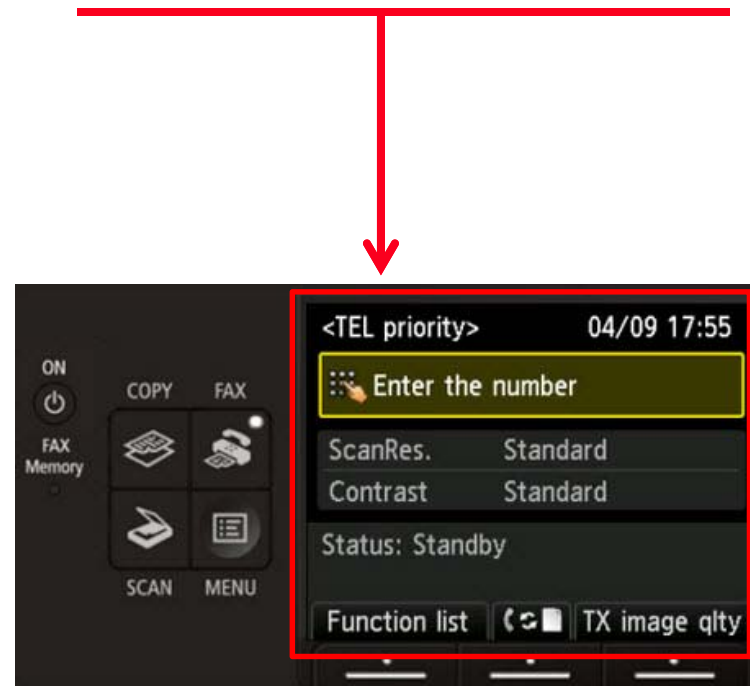 <TEL priority> 04/09 17:55
ON
COPY FAX
Enter the number
FAX
Memory
ScanRes. Standard
Contrast Standard
Status: Standby
SCAN MENU
Function list TX image qlty